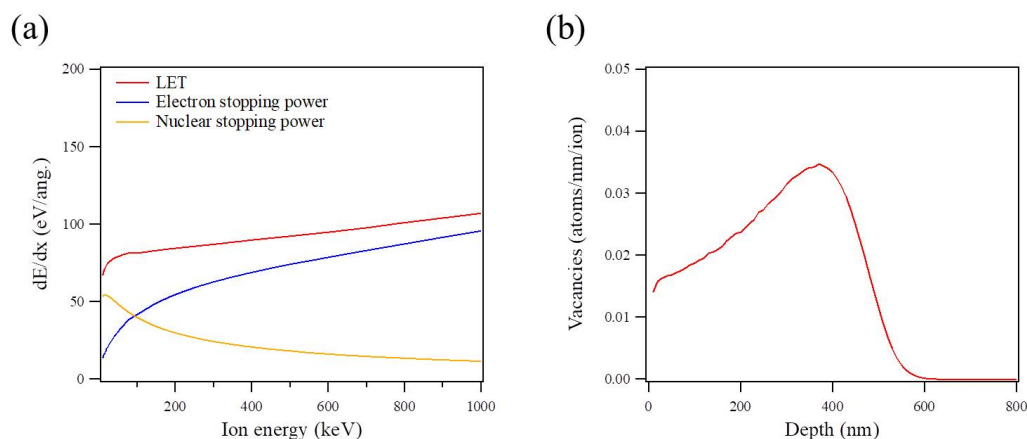 (a)
200
150
100
50
0
dE/dx (eV/ang.)
LET
Electron stopping power
Nuclear stopping power
200
400
600
800
1000
Ion energy (keV)
(b)
0.05
0.04
0.03
0.02
0.01
0.00
Vacancies (atoms/nm/ion)
0
200
400
600
800
Depth (nm)